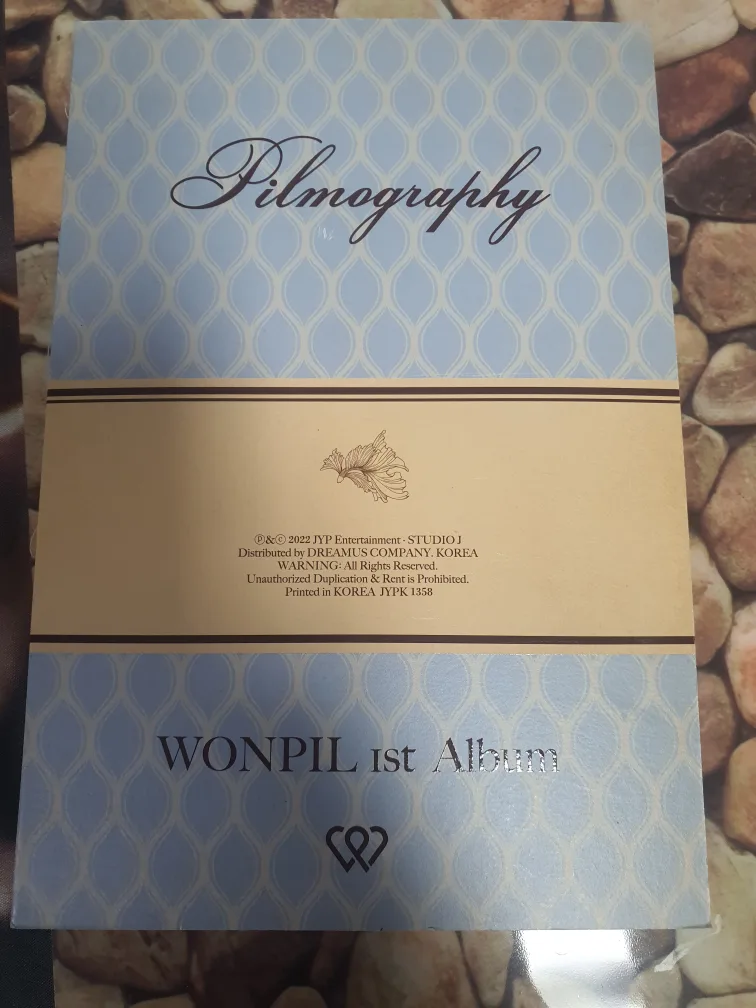 Pilmography
℗&© 2022 JYP Entertainment · STUDIO J
Distributed by DREAMUS COMPANY. KOREA
WARNING: All Rights Reserved.
Unauthorized Duplication & Rent is Prohibited.
Printed in KOREA JYPK 1358
WONPIL 1st Album